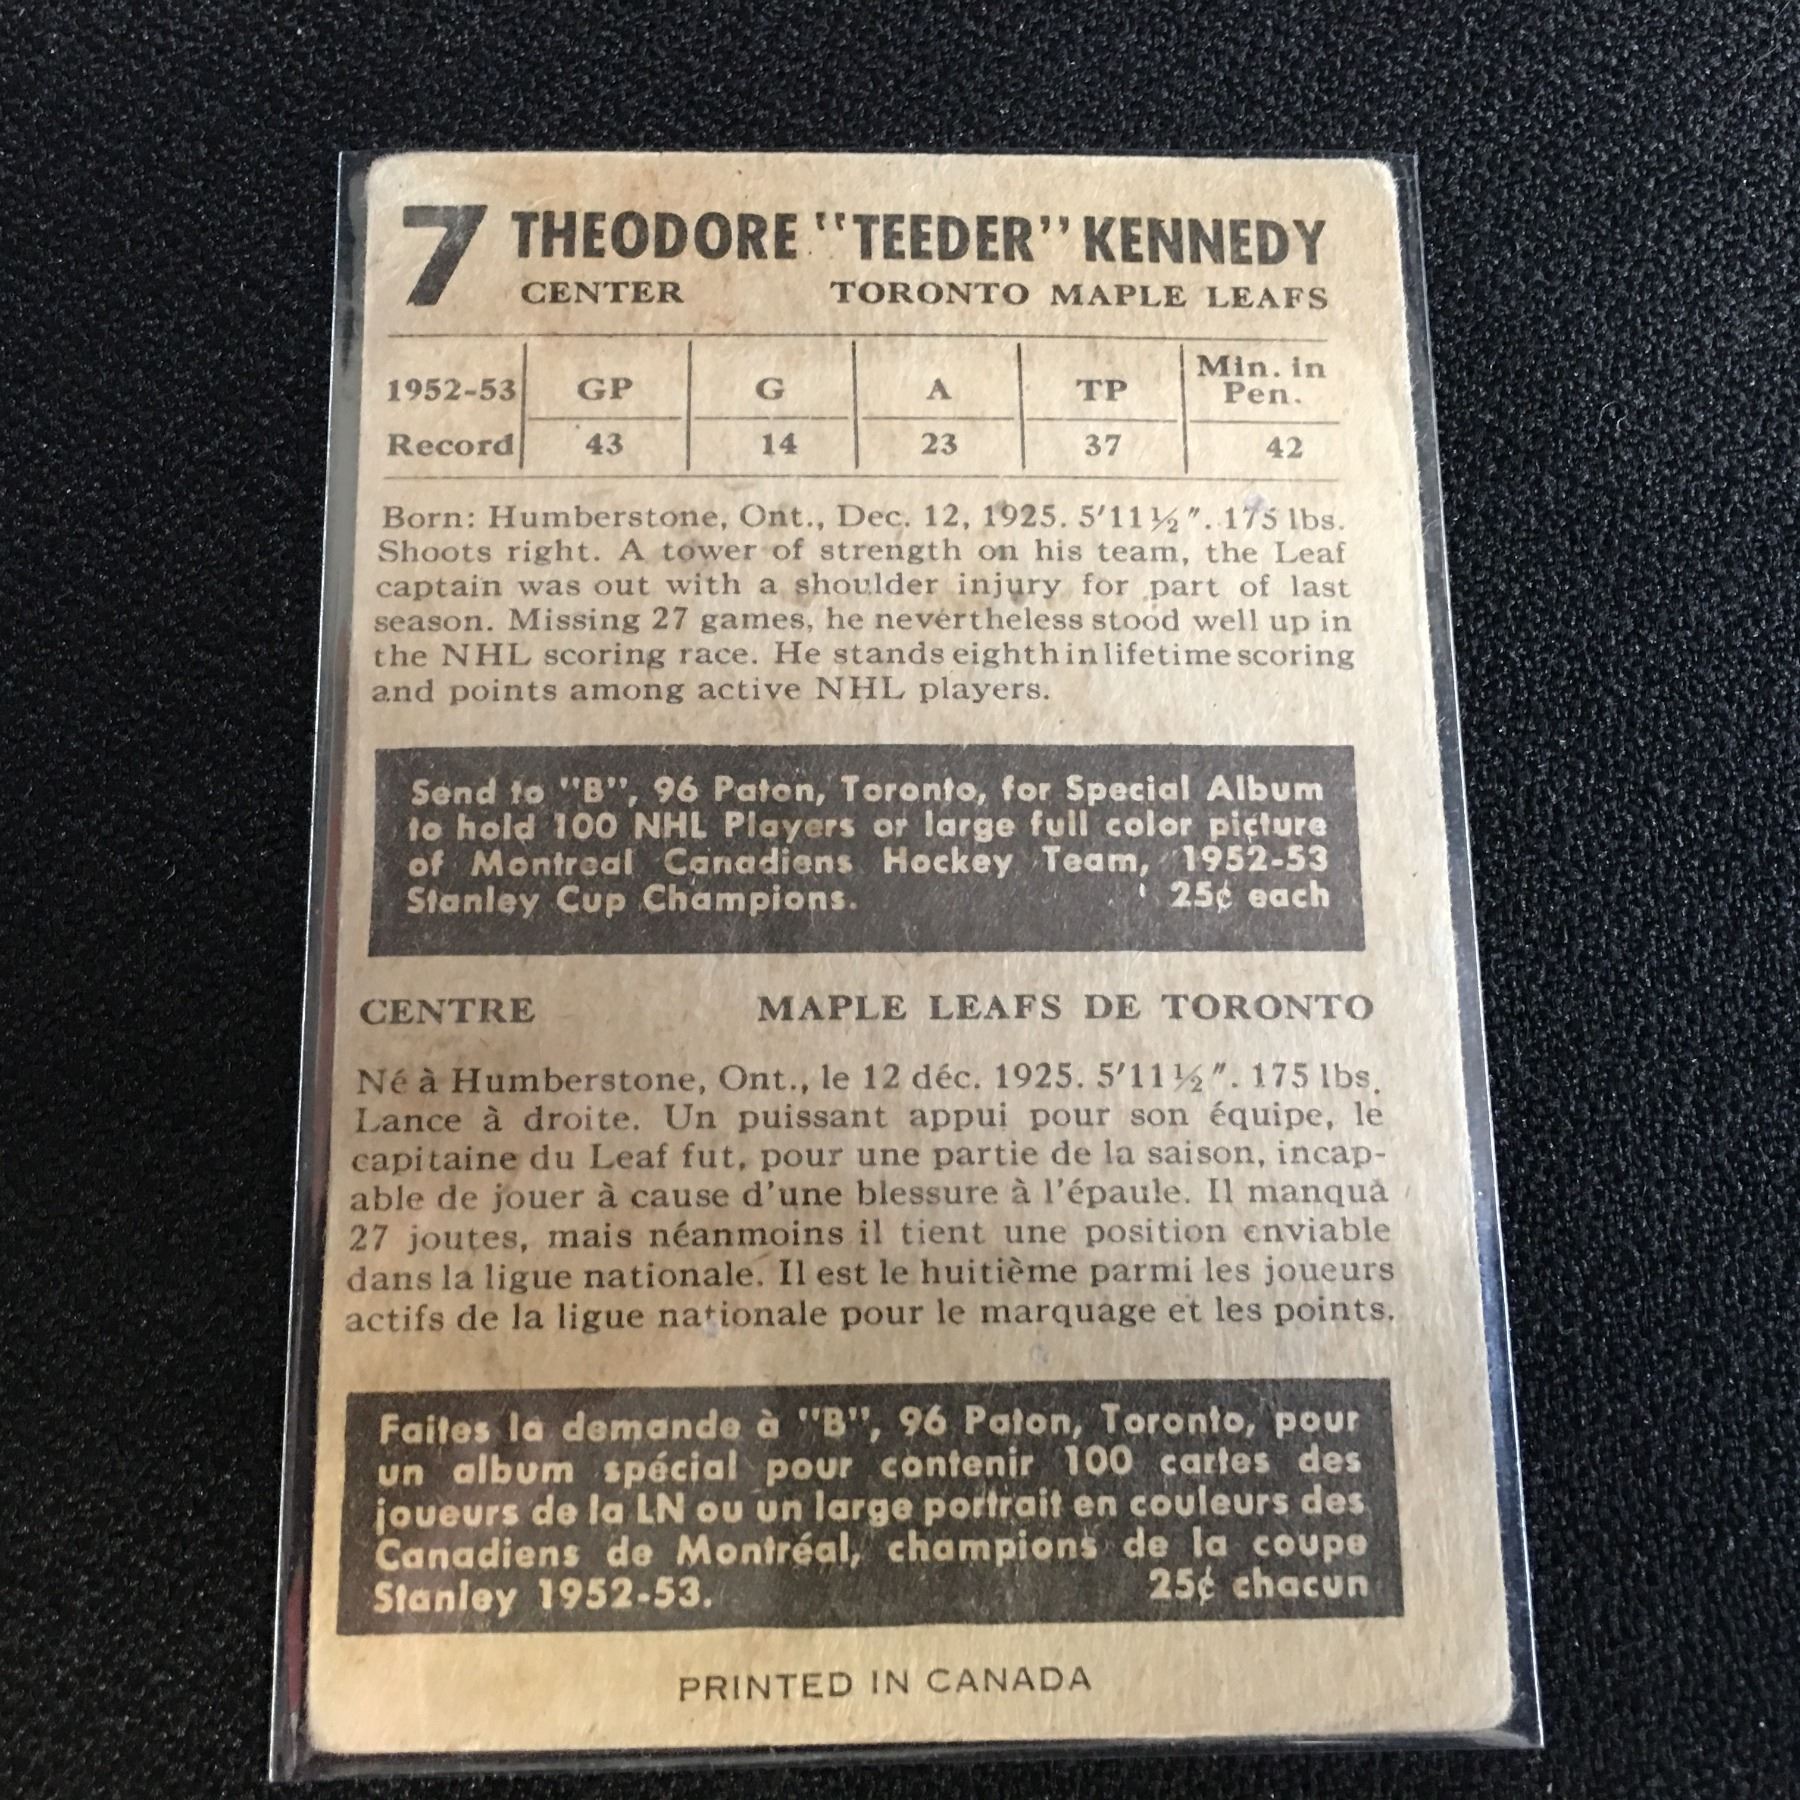 7 THEODORE "TEEDER" KENNEDY
CENTER TORONTO MAPLE LEAFS
1952-53 GP G A TP Min. in Pen.
Record 43 14 23 37 42
Born: Humberstone, Ont., Dec. 12, 1925. 5'11½". 175 lbs.
Shoots right. A tower of strength on his team, the Leaf
captain was out with a shoulder injury for part of last
season. Missing 27 games, he nevertheless stood well up in
the NHL scoring race. He stands eighth in lifetime scoring
and points among active NHL players.
Send to "B", 96 Paton, Toronto, for Special Album
to hold 100 NHL Players or large full color picture
of Montreal Canadiens Hockey Team, 1952-53
Stanley Cup Champions. 25¢ each
CENTRE MAPLE LEAFS DE TORONTO
Né à Humberstone, Ont., le 12 déc. 1925. 5'11½". 175 lbs.
Lance à droite. Un puissant appui pour son équipe, le
capitaine du Leaf fut, pour une partie de la saison, incap-
able de jouer à cause d'une blessure à l'épaule. Il manqua
27 joutes, mais néanmoins il tient une position enviable
dans la ligue nationale. Il est le huitième parmi les joueurs
actifs de la ligue nationale pour le marquage et les points.
Faites la demande à "B", 96 Paton, Toronto, pour
un album spécial pour contenir 100 cartes des
joueurs de la LN ou un large portrait en couleurs des
Canadiens de Montréal, champions de la coupe
Stanley 1952-53. 25¢ chacun
PRINTED IN CANADA